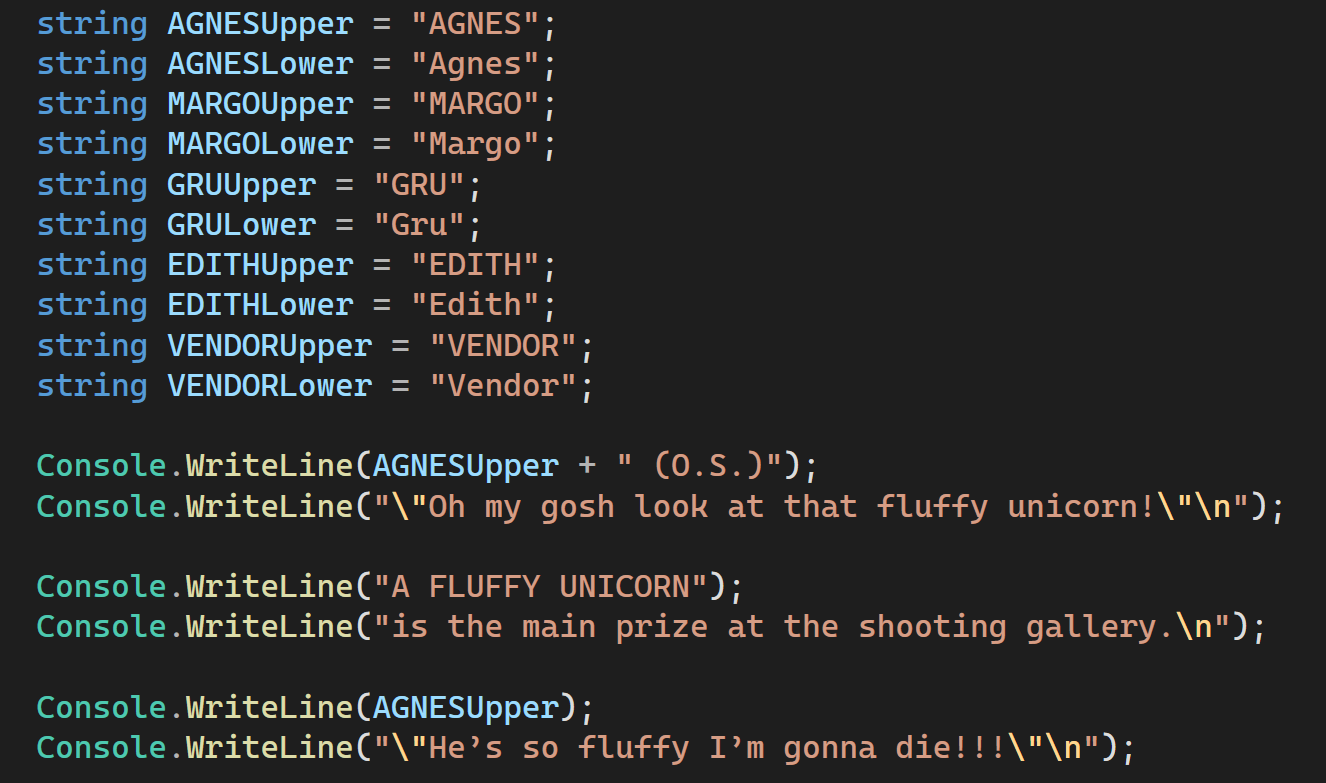 string AGNESUpper = "AGNES";
string AGNESLower = "Agnes";
string MARGOUpper = "MARGO";
string MARGOLower = "Margo";
string GRUUpper = "GRU";
string GRULower = "Gru";
string EDITHUpper = "EDITH";
string EDITHLower = "Edith";
string VENDORUpper = "VENDOR";
string VENDORLower = "Vendor";
Console.WriteLine(AGNESUpper + " (O.S.)");
Console.WriteLine("\"Oh my gosh look at that fluffy unicorn!\"\n");
Console.WriteLine("A FLUFFY UNICORN");
Console.WriteLine("is the main prize at the shooting gallery.\n");
Console.WriteLine(AGNESUpper);
Console.WriteLine("\"He’s so fluffy I’m gonna die!!!\"\n");